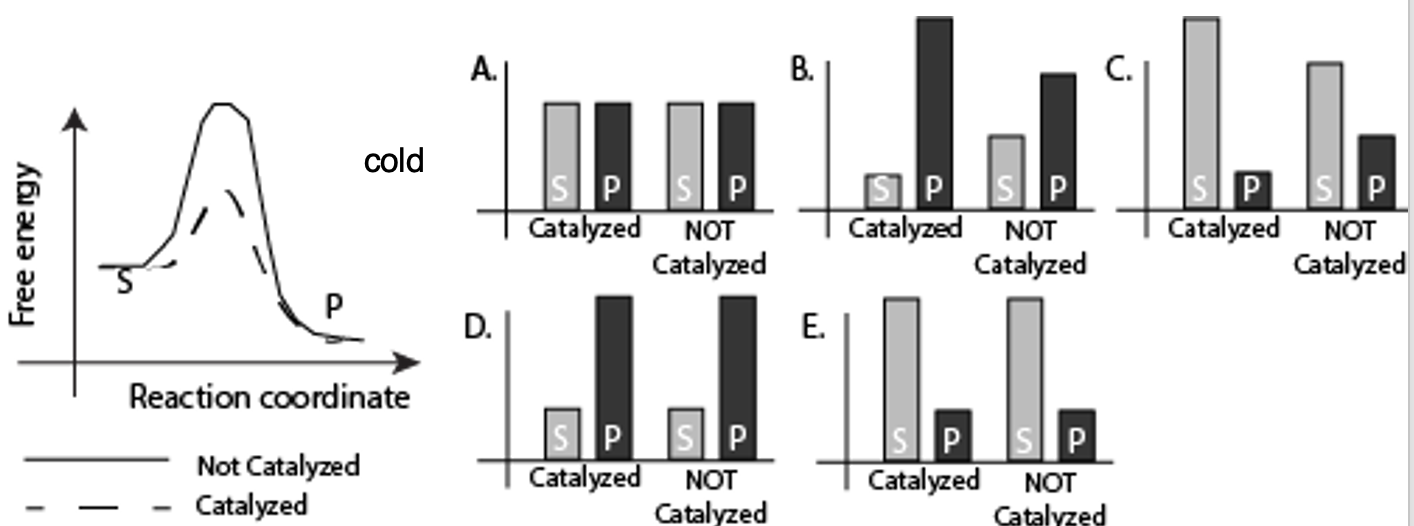 Free energy
S
P
cold
Reaction coordinate
Not Catalyzed
Catalyzed
A.
S P S P
Catalyzed NOT
Catalyzed
B.
S P S P
Catalyzed NOT
Catalyzed
C.
S P S P
Catalyzed NOT
Catalyzed
D.
S P S P
Catalyzed NOT
Catalyzed
E.
S P S P
Catalyzed NOT
Catalyzed